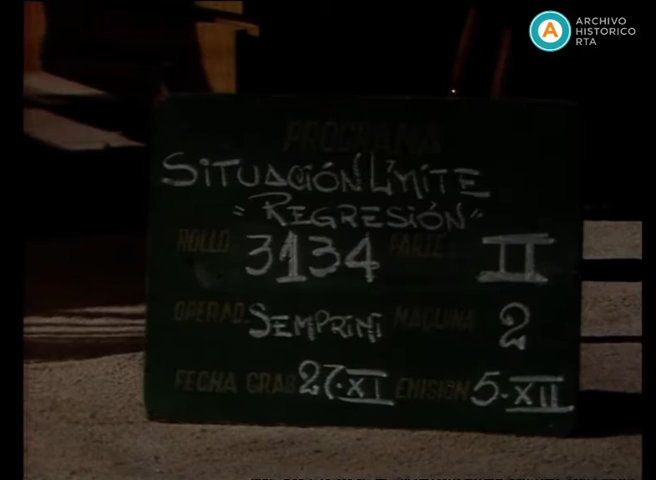 ARCHIVO
HISTORICO
RTA
PROGRAMA
SITUACIÓN LÍMITE
"REGRESIÓN"
ROLLO 3134 PARTE II
OPERAD. SEMPRINI MAQUINA 2
FECHA GRAB 27·XI EMISION 5·XII